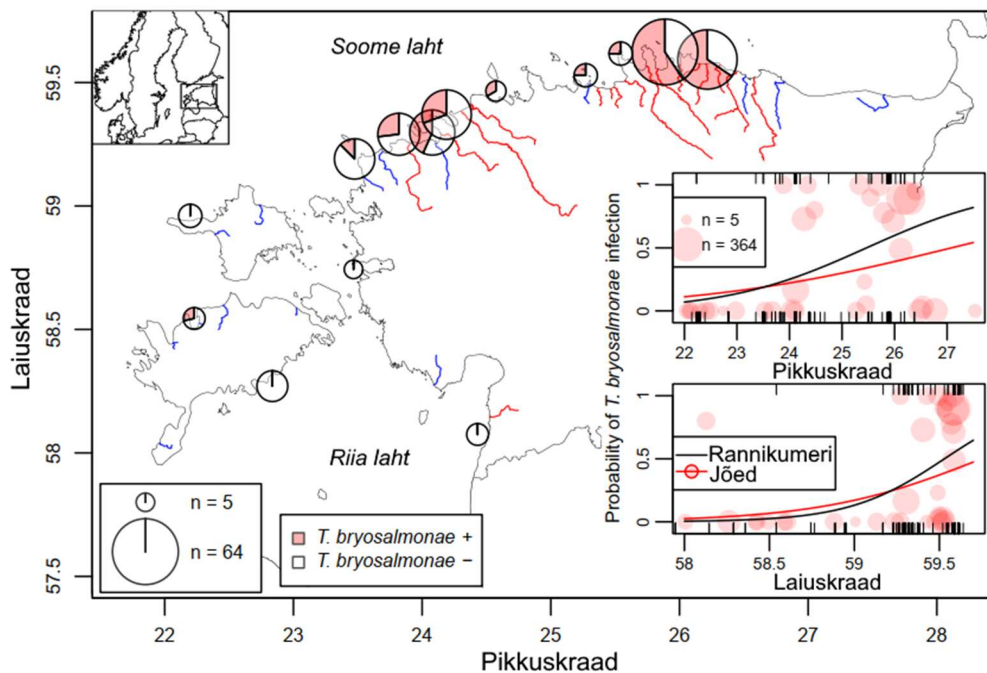 Soome laht
Riia laht
Laiuskraad
57.5
58
58.5
59
59.5
22
23
24
25
26
27
28
Pikkuskraad
n = 5
n = 64
T. bryosalmonae +
T. bryosalmonae −
Probability of T. bryosalmonae infection
1
0.5
0
n = 5
n = 364
22
23
24
25
26
27
Pikkuskraad
1
0.5
0
Rannikumeri
Jõed
58
58.5
59
59.5
Laiuskraad